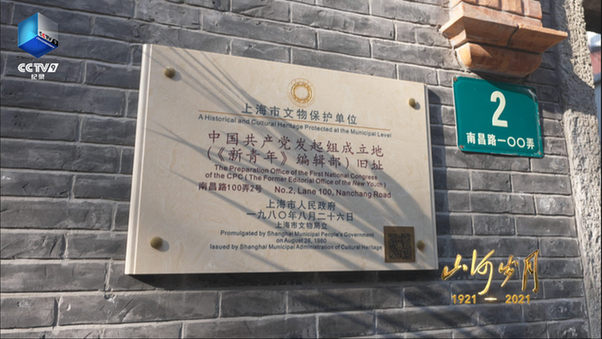 CCTV9
纪录
上海市文物保护单位
A Historical and Cultural Heritage Protected at the Municipal Level
中国共产党发起组成立地
(《新青年》编辑部)旧址
The Preparation Office of the First National Congress
of the CPC ( The Former Editorial Office of the New Youth )
南昌路100弄2号 No.2, Lane 100, Nanchang Road
上海市人民政府
一九八〇年八月二十六日
上海市文物局立
Promulgated by Shanghai Municipal People's Government
on August 26, 1980
Issued by Shanghai Municipal Administration of Cultural Heritage
2
南昌路一〇〇弄
山河岁月
1921 — 2021